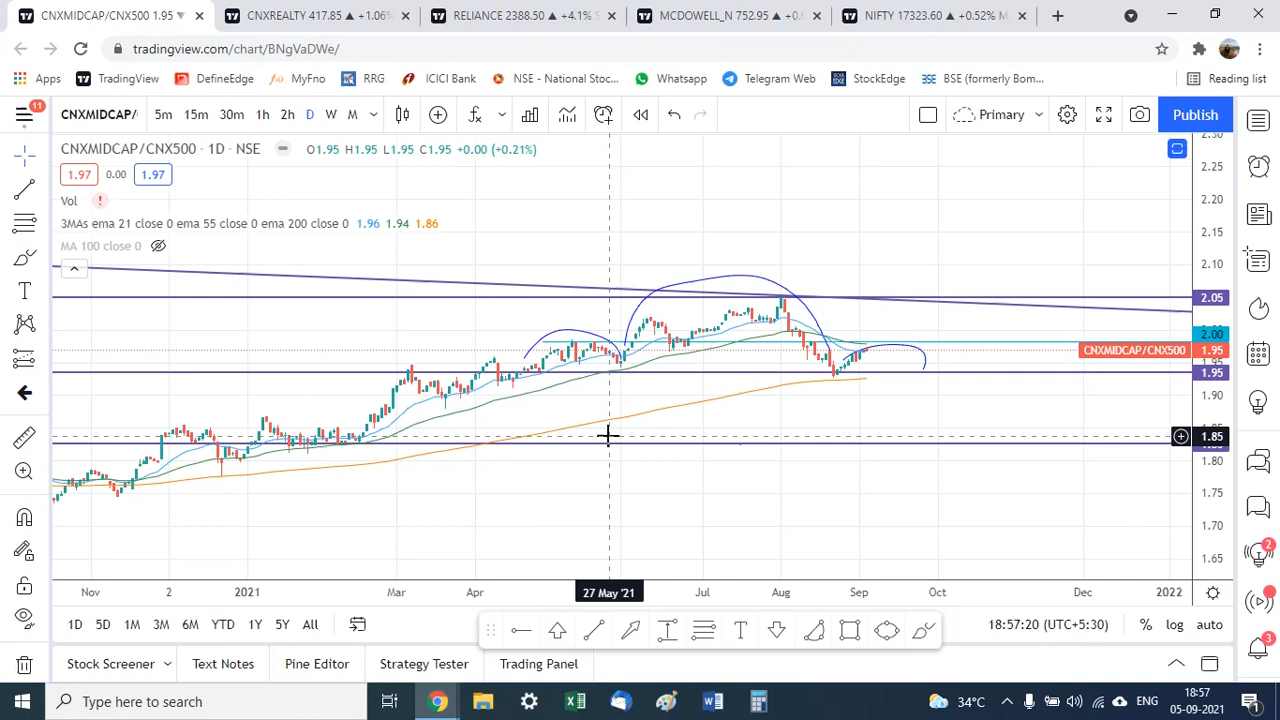 CNXMIDCAP/CNX500 1.95
CNXREALTY 417.85 ▲ +1.06%
RELIANCE 2388.50 ▲ +4.1% S
MCDOWELL_N 752.95 ▲ +0.
NIFTY 17323.60 ▲ +0.52% M
tradingview.com/chart/BNgVaDWe/
Apps TradingView DefineEdge MyFno RRG ICICI Bank NSE - National Stoc... Whatsapp Telegram Web StockEdge BSE (formerly Bom... Reading list
11 CNXMIDCAP/ 5m 15m 30m 1h 2h D W M Primary Publish
CNXMIDCAP/CNX500 · 1D · NSE O1.95 H1.95 L1.95 C1.95 +0.00 (+0.21%)
1.97 0.00 1.97
Vol
3MAs ema 21 close 0 ema 55 close 0 ema 200 close 0 1.96 1.94 1.86
MA 100 close 0
2.30
2.25
2.20
2.15
2.10
2.05
2.00
CNXMIDCAP/CNX500 1.95
1.95
1.90
1.85
1.80
1.75
1.70
1.65
Nov 2 2021 Mar Apr 27 May '21 Jul Aug Sep Oct Dec 2022
1D 5D 1M 3M 6M YTD 1Y 5Y All 18:57:20 (UTC+5:30) % log auto
Stock Screener Text Notes Pine Editor Strategy Tester Trading Panel
2
3
Type here to search 34°C ENG 18:57
05-09-2021 1